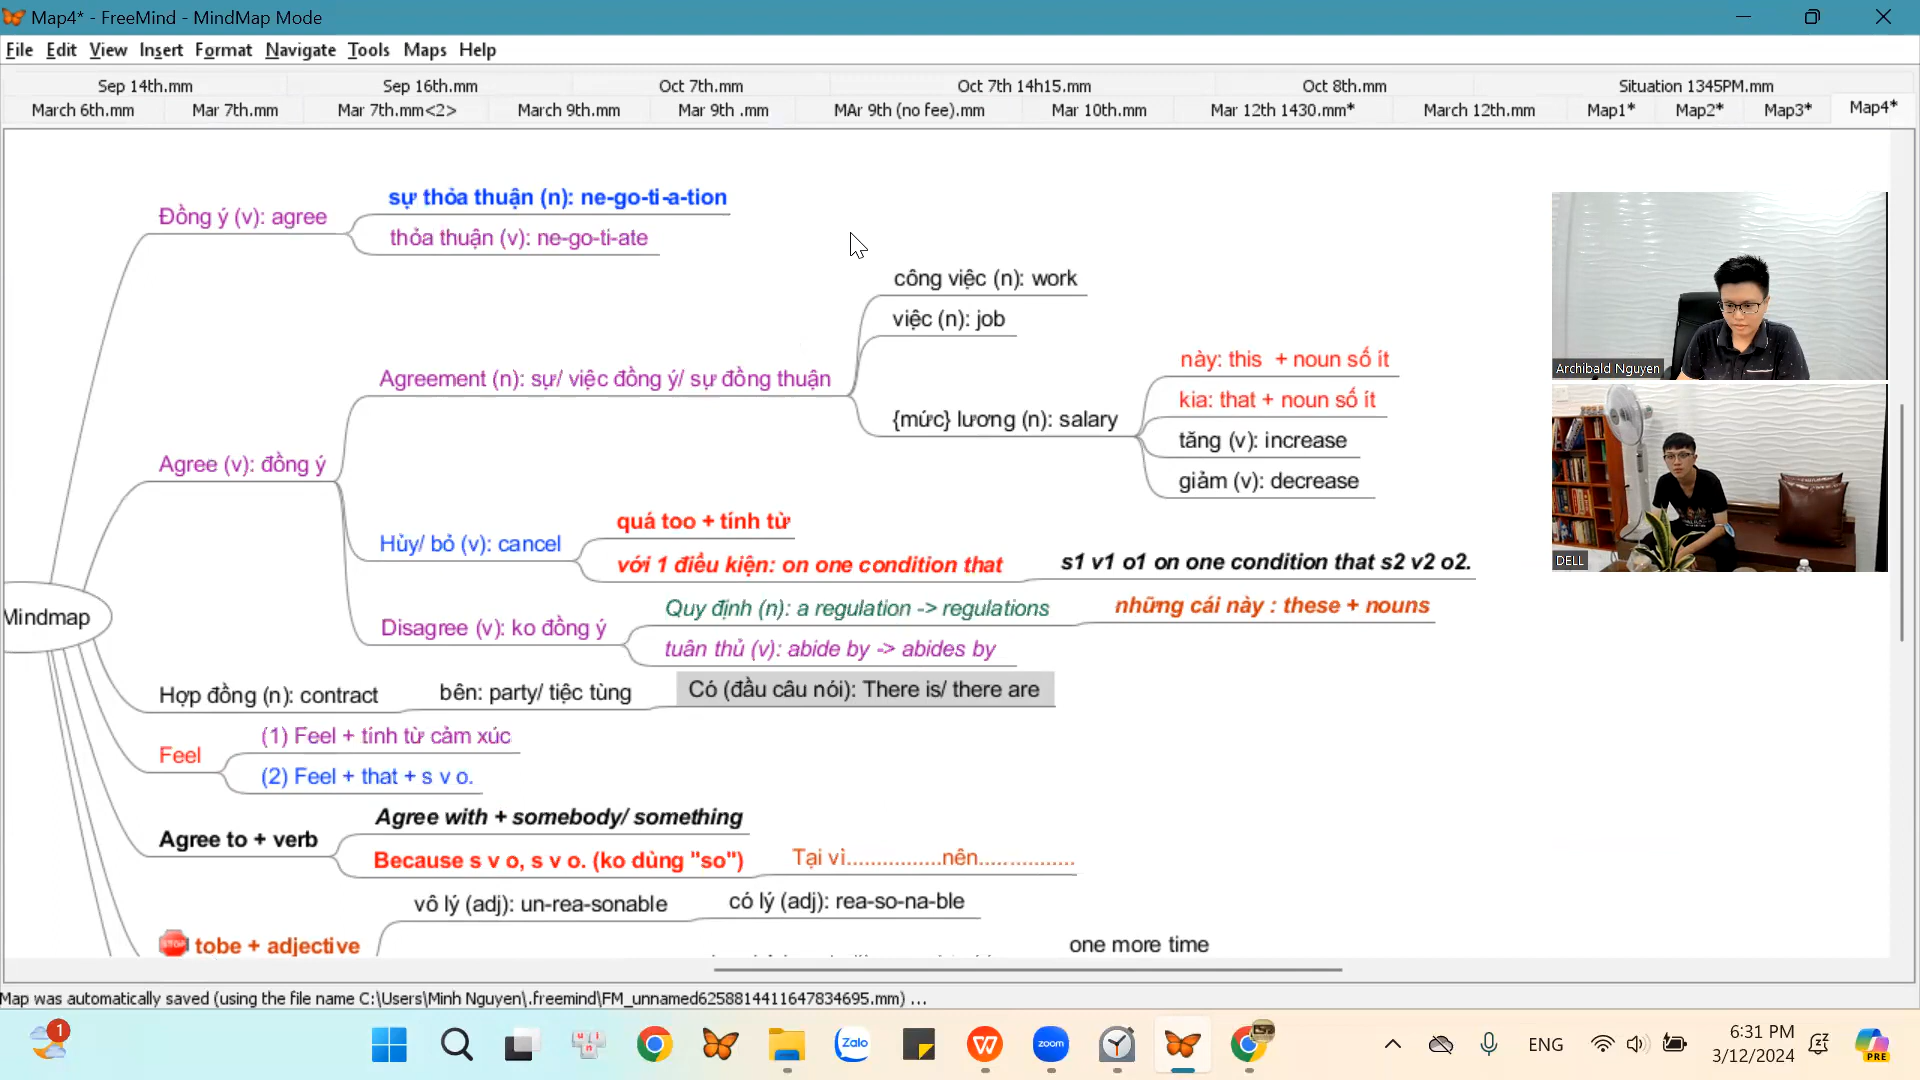 Map4* - FreeMind - MindMap Mode
File Edit View Insert Format Navigate Tools Maps Help
Sep 14th.mm Sep 16th.mm Oct 7th.mm Oct 7th 14h15.mm Oct 8th.mm Situation 1345PM.mm
March 6th.mm Mar 7th.mm Mar 7th.mm<2> March 9th.mm Mar 9th .mm MAr 9th (no fee).mm Mar 10th.mm Mar 12th 1430.mm* March 12th.mm Map1* Map2* Map3* Map4*
Mindmap
Đồng ý (v): agree
sự thỏa thuận (n): ne-go-ti-a-tion
thỏa thuận (v): ne-go-ti-ate
Agree (v): đồng ý
Agreement (n): sự/ việc đồng ý/ sự đồng thuận
công việc (n): work
việc (n): job
{mức} lương (n): salary
này: this + noun số ít
kia: that + noun số ít
tăng (v): increase
giảm (v): decrease
Hủy/ bỏ (v): cancel
quá too + tính từ
với 1 điều kiện: on one condition that
s1 v1 o1 on one condition that s2 v2 o2.
Disagree (v): ko đồng ý
Quy định (n): a regulation -> regulations
những cái này : these + nouns
tuân thủ (v): abide by -> abides by
Hợp đồng (n): contract
bên: party/ tiệc tùng
Có (đầu câu nói): There is/ there are
Feel
(1) Feel + tính từ cảm xúc
(2) Feel + that + s v o.
Agree to + verb
Agree with + somebody/ something
Because s v o, s v o. (ko dùng "so")
Tại vì.................nên...............
STOP tobe + adjective
vô lý (adj): un-rea-sonable
có lý (adj): rea-so-na-ble
one more time
Archibald Nguyen
DELL
Map was automatically saved (using the file name C:\Users\Minh Nguyen\.freemind\FM_unnamed6258814411647834695.mm) ...
1
Zalo
zoom
ENG
6:31 PM
3/12/2024
PRE